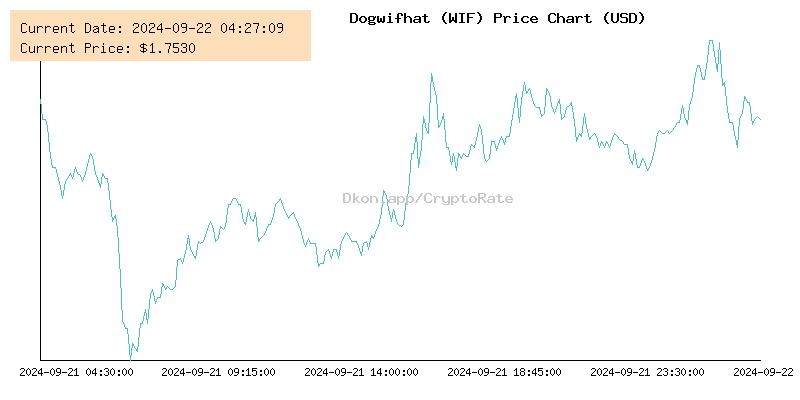 Dogwifhat (WIF) Price Chart (USD)
Current Date: 2024-09-22 04:27:09
Current Price: $1.7530
Dkon.app/CryptoRate
2024-09-21 04:30:00 2024-09-21 09:15:00 2024-09-21 14:00:00 2024-09-21 18:45:00 2024-09-21 23:30:00 2024-09-22